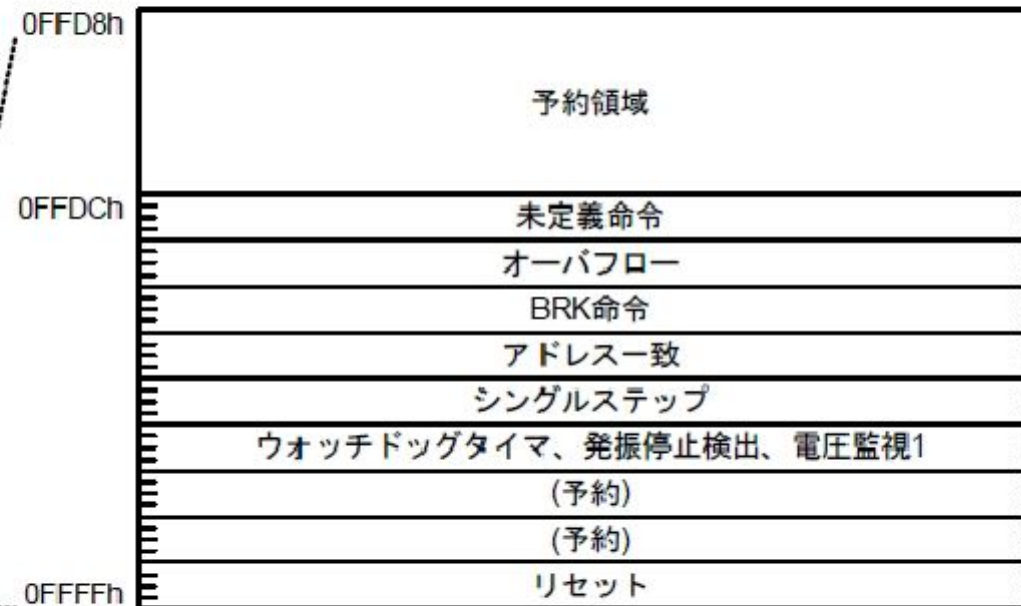 0FFD8h
予約領域
0FFDCh
未定義命令
オーバフロー
BRK命令
アドレス一致
シングルステップ
ウォッチドッグタイマ、発振停止検出、電圧監視1
(予約)
(予約)
リセット
0FFFFh